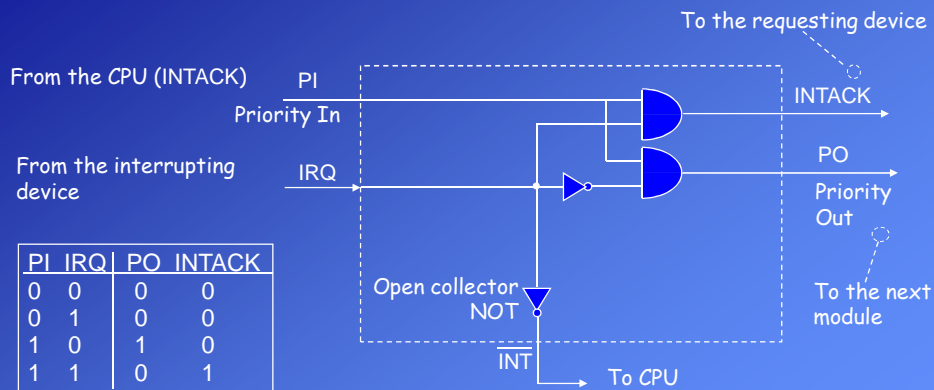 To the requesting device
From the CPU (INTACK)
PI
INTACK
Priority In
PO
From the interrupting
device
IRQ
Priority
Out
PI IRQ PO INTACK
0 0 0 0
0 1 0 0
1 0 1 0
1 1 0 1
Open collector
NOT
To the next
module
INT
To CPU